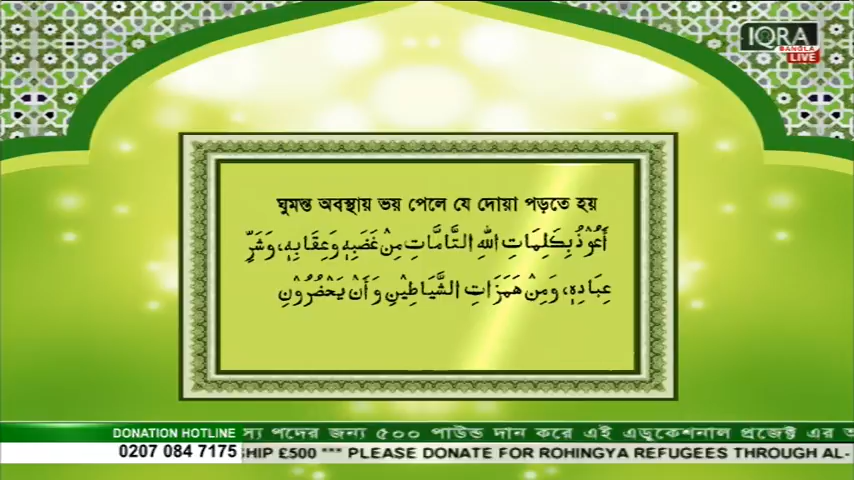 IQRA
BANGLA
LIVE
ঘুমন্ত অবস্থায় ভয় পেলে যে দোয়া পড়তে হয়
أَعُوْذُ بِكَلِمَاتِ اللهِ التَّامَّاتِ مِنْ غَضَبِهٖ وَعِقَابِهٖ، وَشَرِّ
عِبَادِهٖ، وَمِنْ هَمَزَاتِ الشَّيَاطِيْنِ وَ أَنْ يَحْضُرُوْنِ
DONATION HOTLINE
স্য পদের জন্য ৫০০ পাউন্ড দান করে এই এডুকেশনাল প্রজেক্ট এর
0207 084 7175
HIP £500 *** PLEASE DONATE FOR ROHINGYA REFUGEES THROUGH AL-